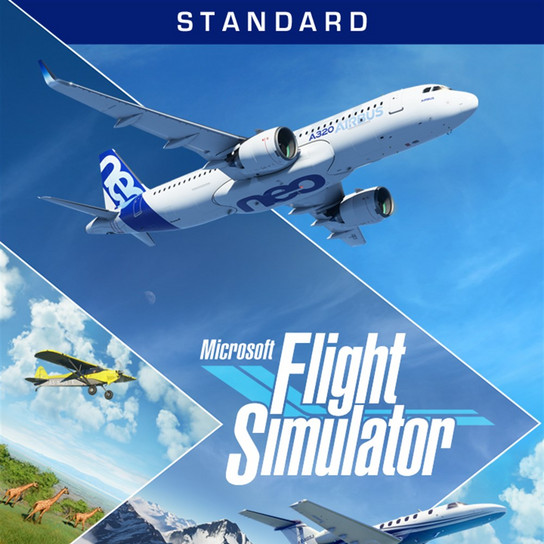 STANDARD
A320 AIRBUS
neo
Microsoft
Flight
Simulator